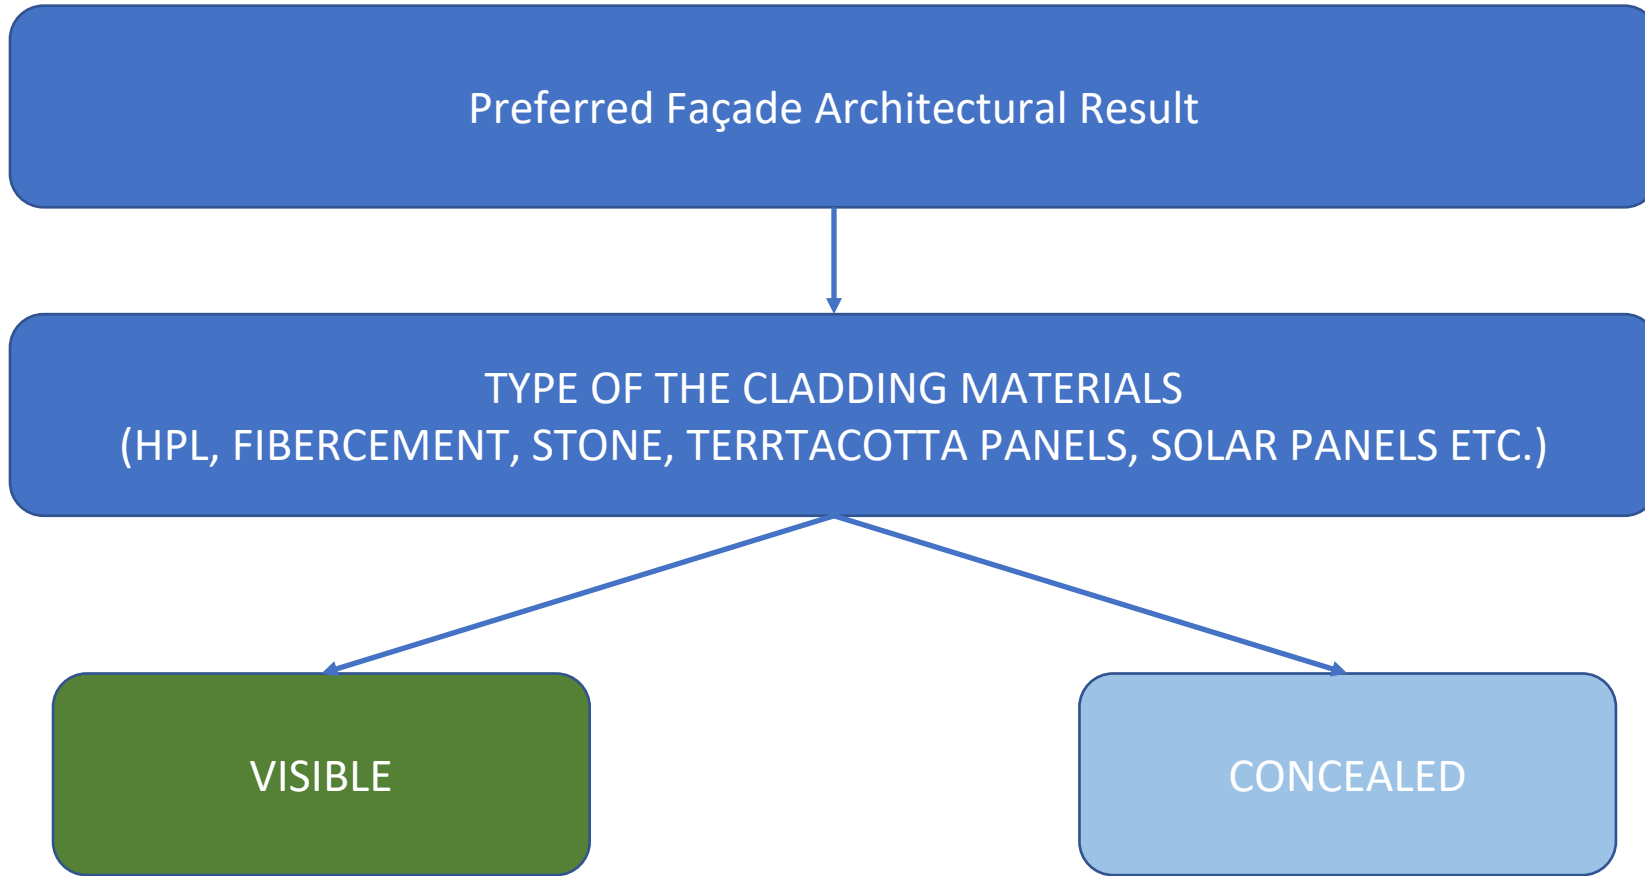 Preferred Façade Architectural Result
TYPE OF THE CLADDING MATERIALS
(HPL, FIBERCEMENT, STONE, TERRTACOTTA PANELS, SOLAR PANELS ETC.)
VISIBLE
CONCEALED